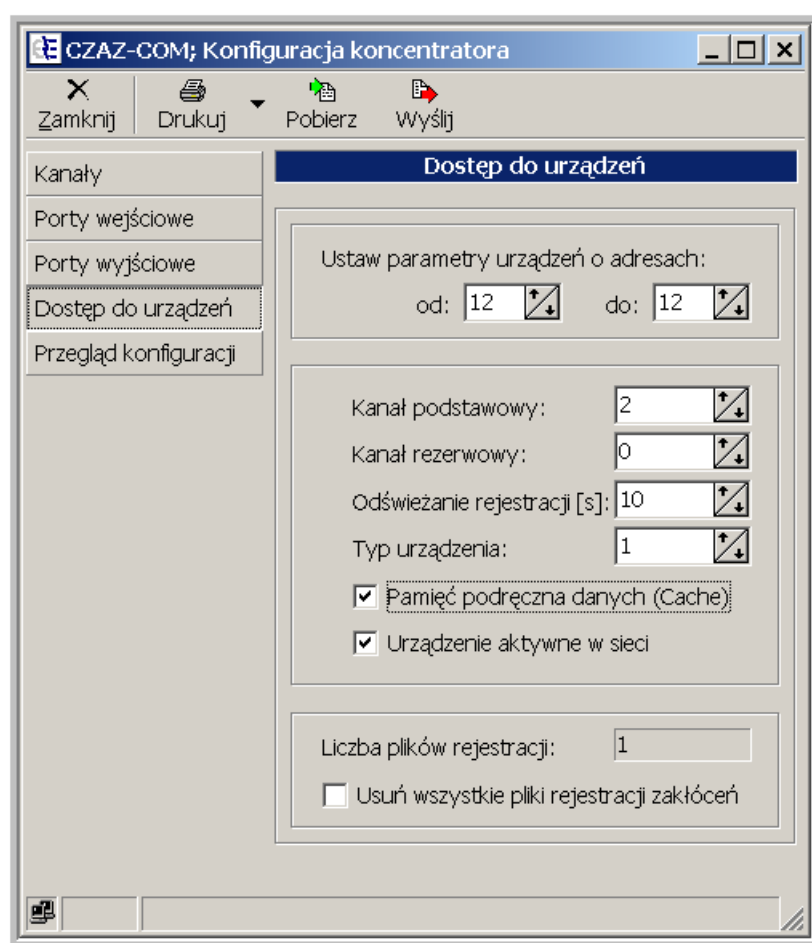 CZAZ-COM; Konfiguracja koncentratora
Zamknij Drukuj Pobierz Wyślij
Kanały
Porty wejściowe
Porty wyjściowe
Dostęp do urządzeń
Przegląd konfiguracji
Dostęp do urządzeń
Ustaw parametry urządzeń o adresach:
od: 12 do: 12
Kanał podstawowy: 2
Kanał rezerwowy: 0
Odświeżanie rejestracji [s]: 10
Typ urządzenia: 1
Pamięć podręczna danych (Cache)
Urządzenie aktywne w sieci
Liczba plików rejestracji: 1
Usuń wszystkie pliki rejestracji zakłóceń